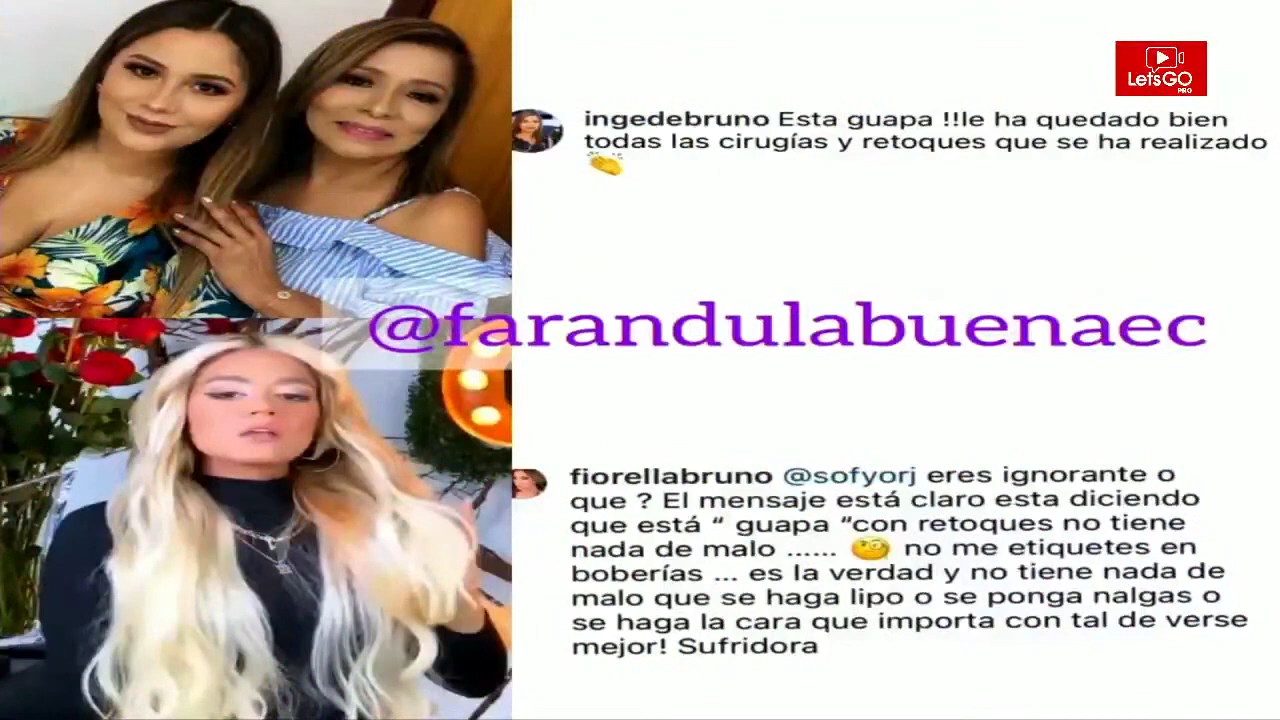 LetsGO
PRO
ingedebruno Esta guapa !!le ha quedado bien
todas las cirugías y retoques que se ha realizado
👏
@farandulabuenaec
fiorellabruno @sofyorj eres ignorante o
que ? El mensaje está claro esta diciendo
que está “ guapa “con retoques no tiene
nada de malo ...... 🧐 no me etiquetes en
boberías ... es la verdad y no tiene nada de
malo que se haga lipo o se ponga nalgas o
se haga la cara que importa con tal de verse
mejor! Sufridora